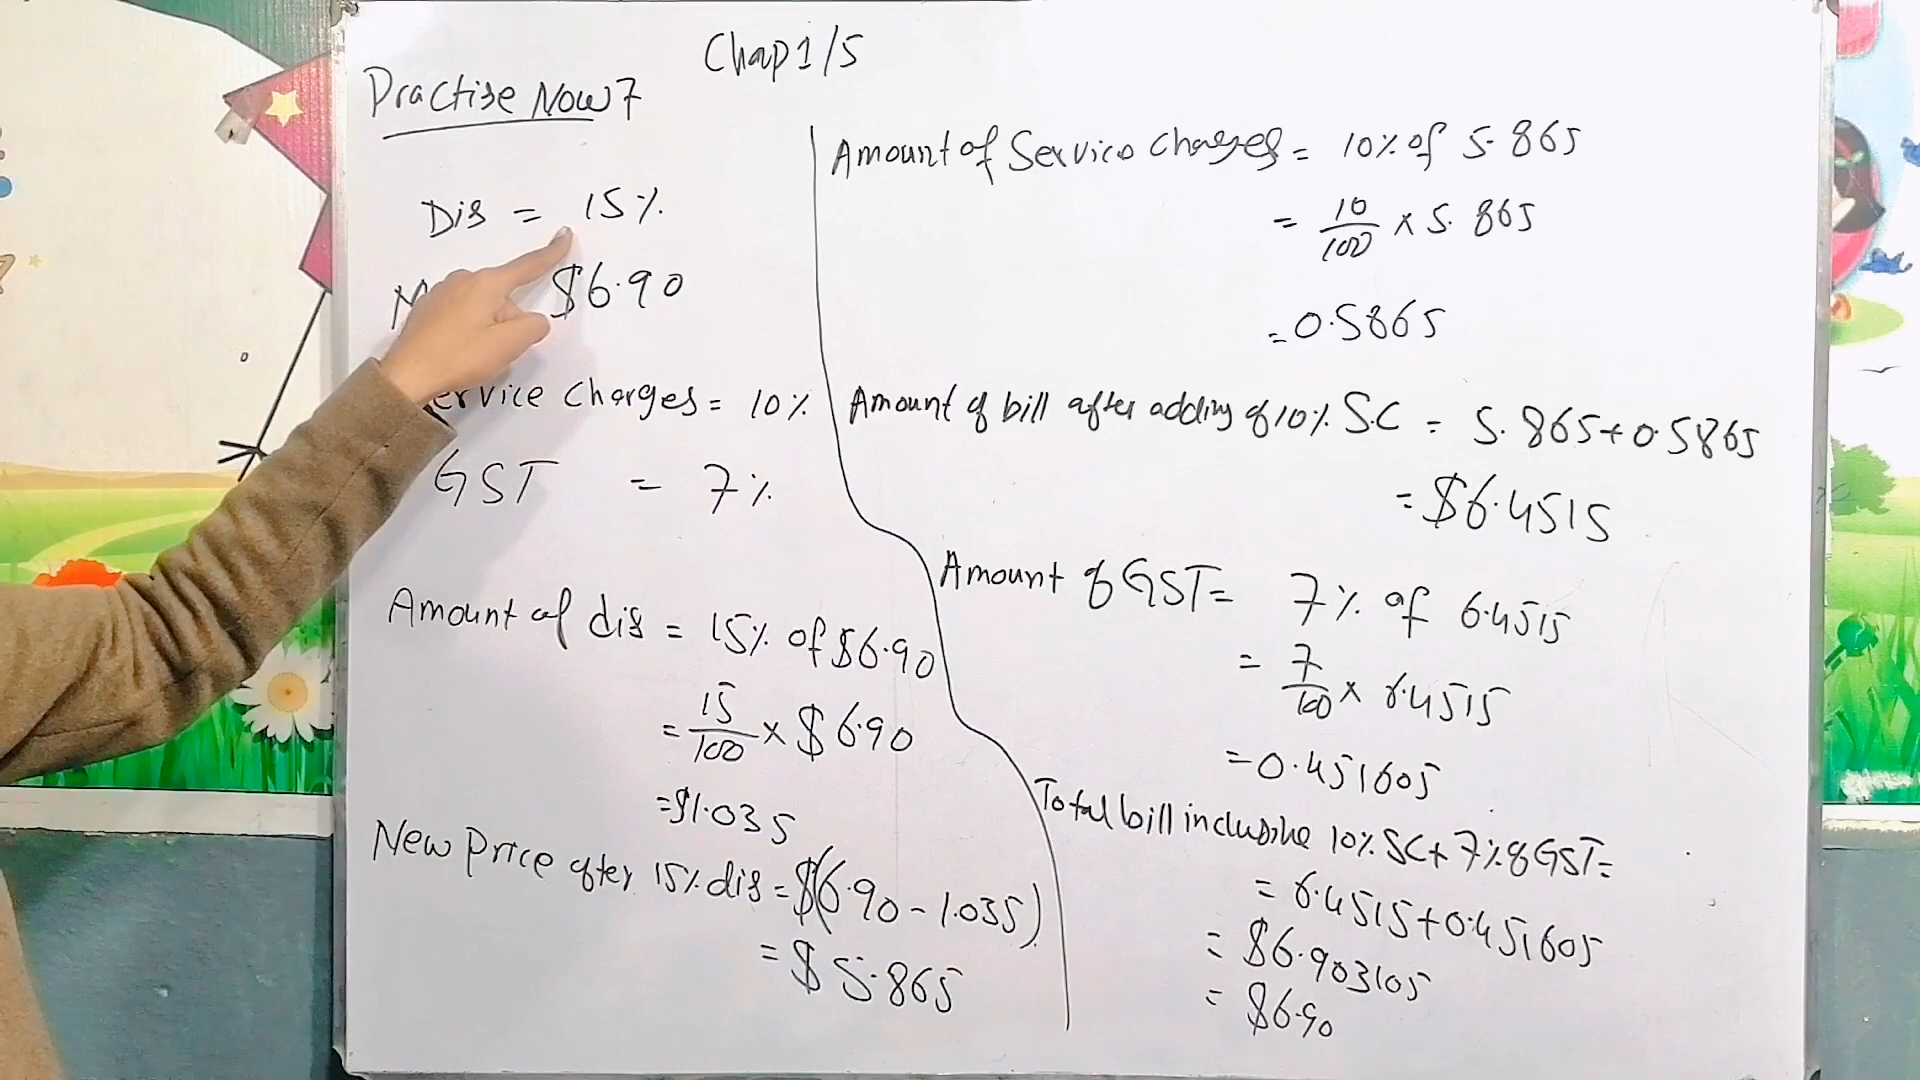 Chap 1/5
Practise Now 7
Dis = 15%
$6.90
ervice Charges = 10%
GST = 7%
Amount of dis = 15% of $6.90
= 15/100 × $6.90
= $1.035
New Price after 15% dis = $(6.90 - 1.035)
= $5.865
Amount of Service Charges = 10% of 5.865
= 10/100 × 5.865
= 0.5865
Amount of bill after adding of 10% S.C = 5.865+0.5865
= $6.4515
Amount of GST = 7% of 6.4515
= 7/100 × 6.4515
= 0.451605
Total bill inclusive 10% SC + 7% of GST =
= 6.4515+0.451605
= $6.903105
= $6.90